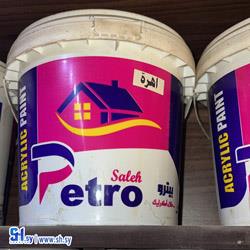 اهرة
ACRYLIC PAINT
Saleh
Petro
بيترو
ACRYLIC PAINT
P
SH.sy www.sh.sy